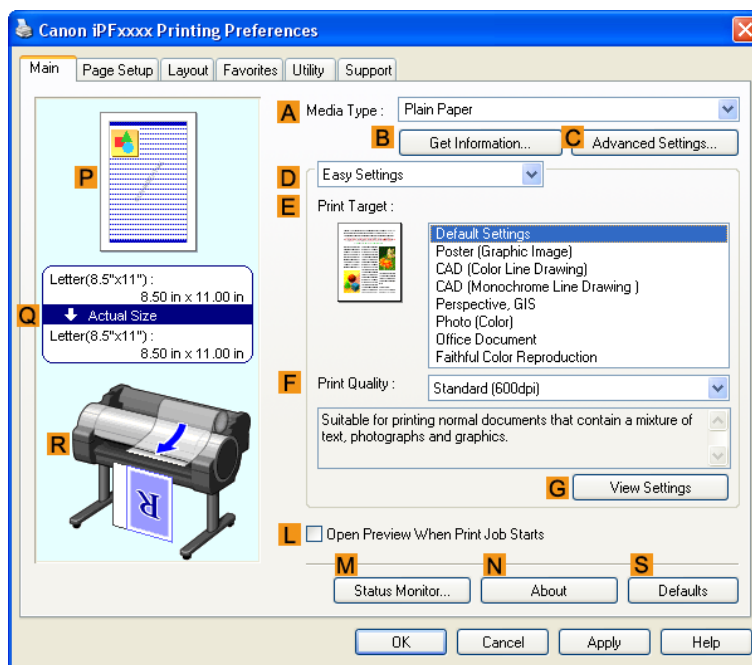 Canon iPFxxxx Printing Preferences
Main Page Setup Layout Favorites Utility Support
A Media Type : Plain Paper
B Get Information... C Advanced Settings...
D Easy Settings
E Print Target :
Default Settings
Poster (Graphic Image)
CAD (Color Line Drawing)
CAD (Monochrome Line Drawing )
Perspective, GIS
Photo (Color)
Office Document
Faithful Color Reproduction
F Print Quality : Standard (600dpi)
Suitable for printing normal documents that contain a mixture of
text, photographs and graphics.
G View Settings
P
Letter(8.5"x11") :
8.50 in x 11.00 in
Q Actual Size
Letter(8.5"x11") :
8.50 in x 11.00 in
R
R
L Open Preview When Print Job Starts
M Status Monitor... N About S Defaults
OK Cancel Apply Help